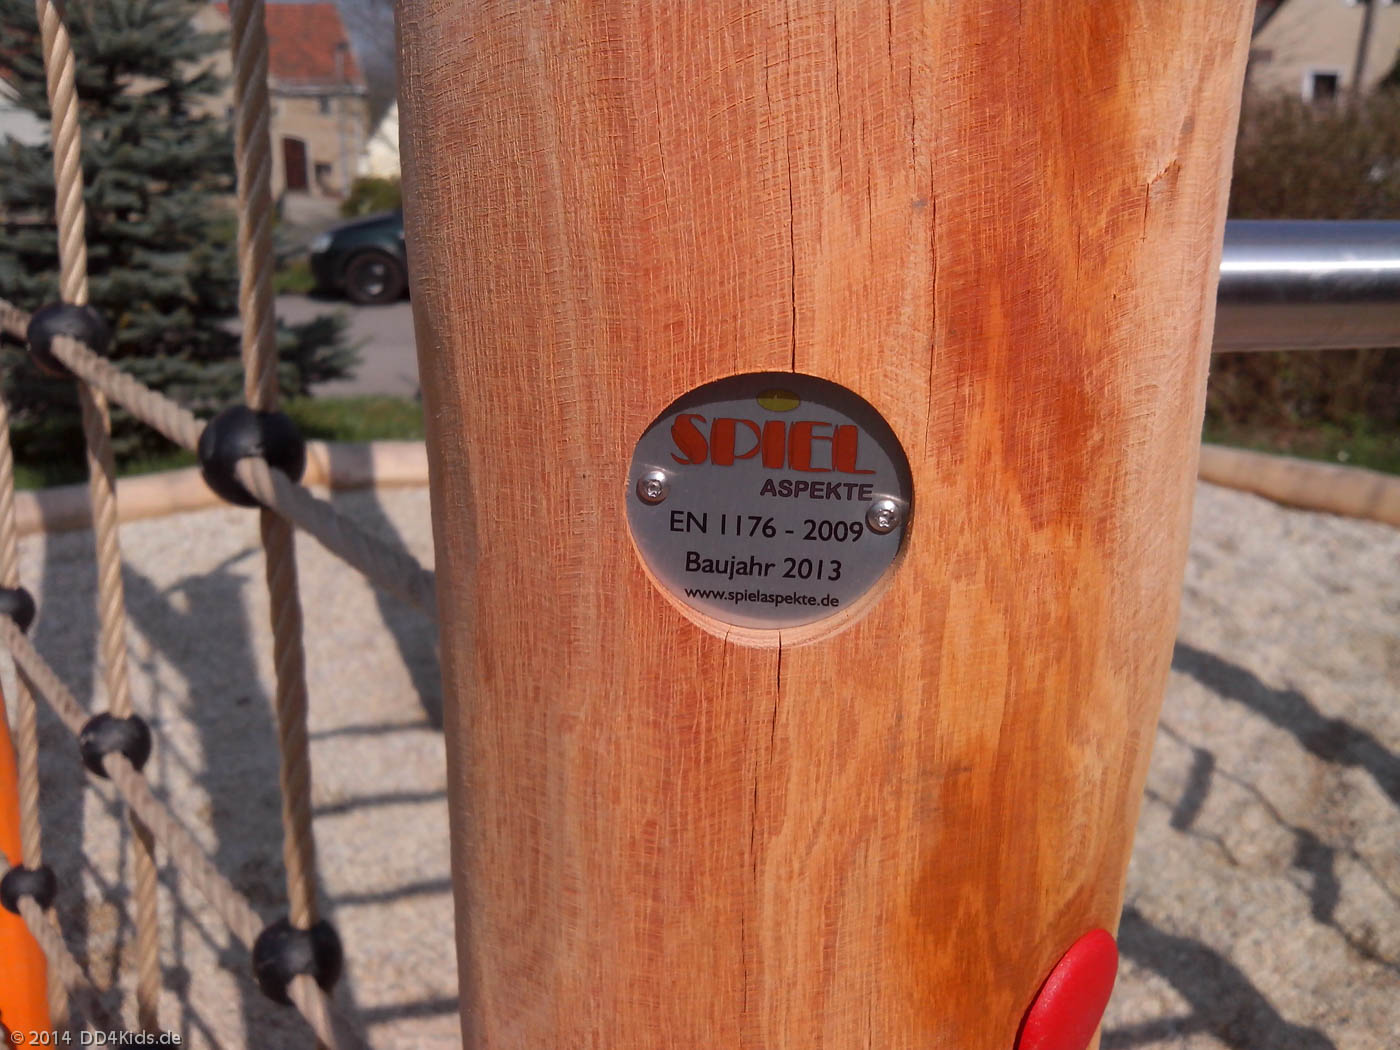 SPIEL
ASPEKTE
EN 1176 - 2009
Baujahr 2013
www.spielaspekte.de
© 2014 DD4Kids.de